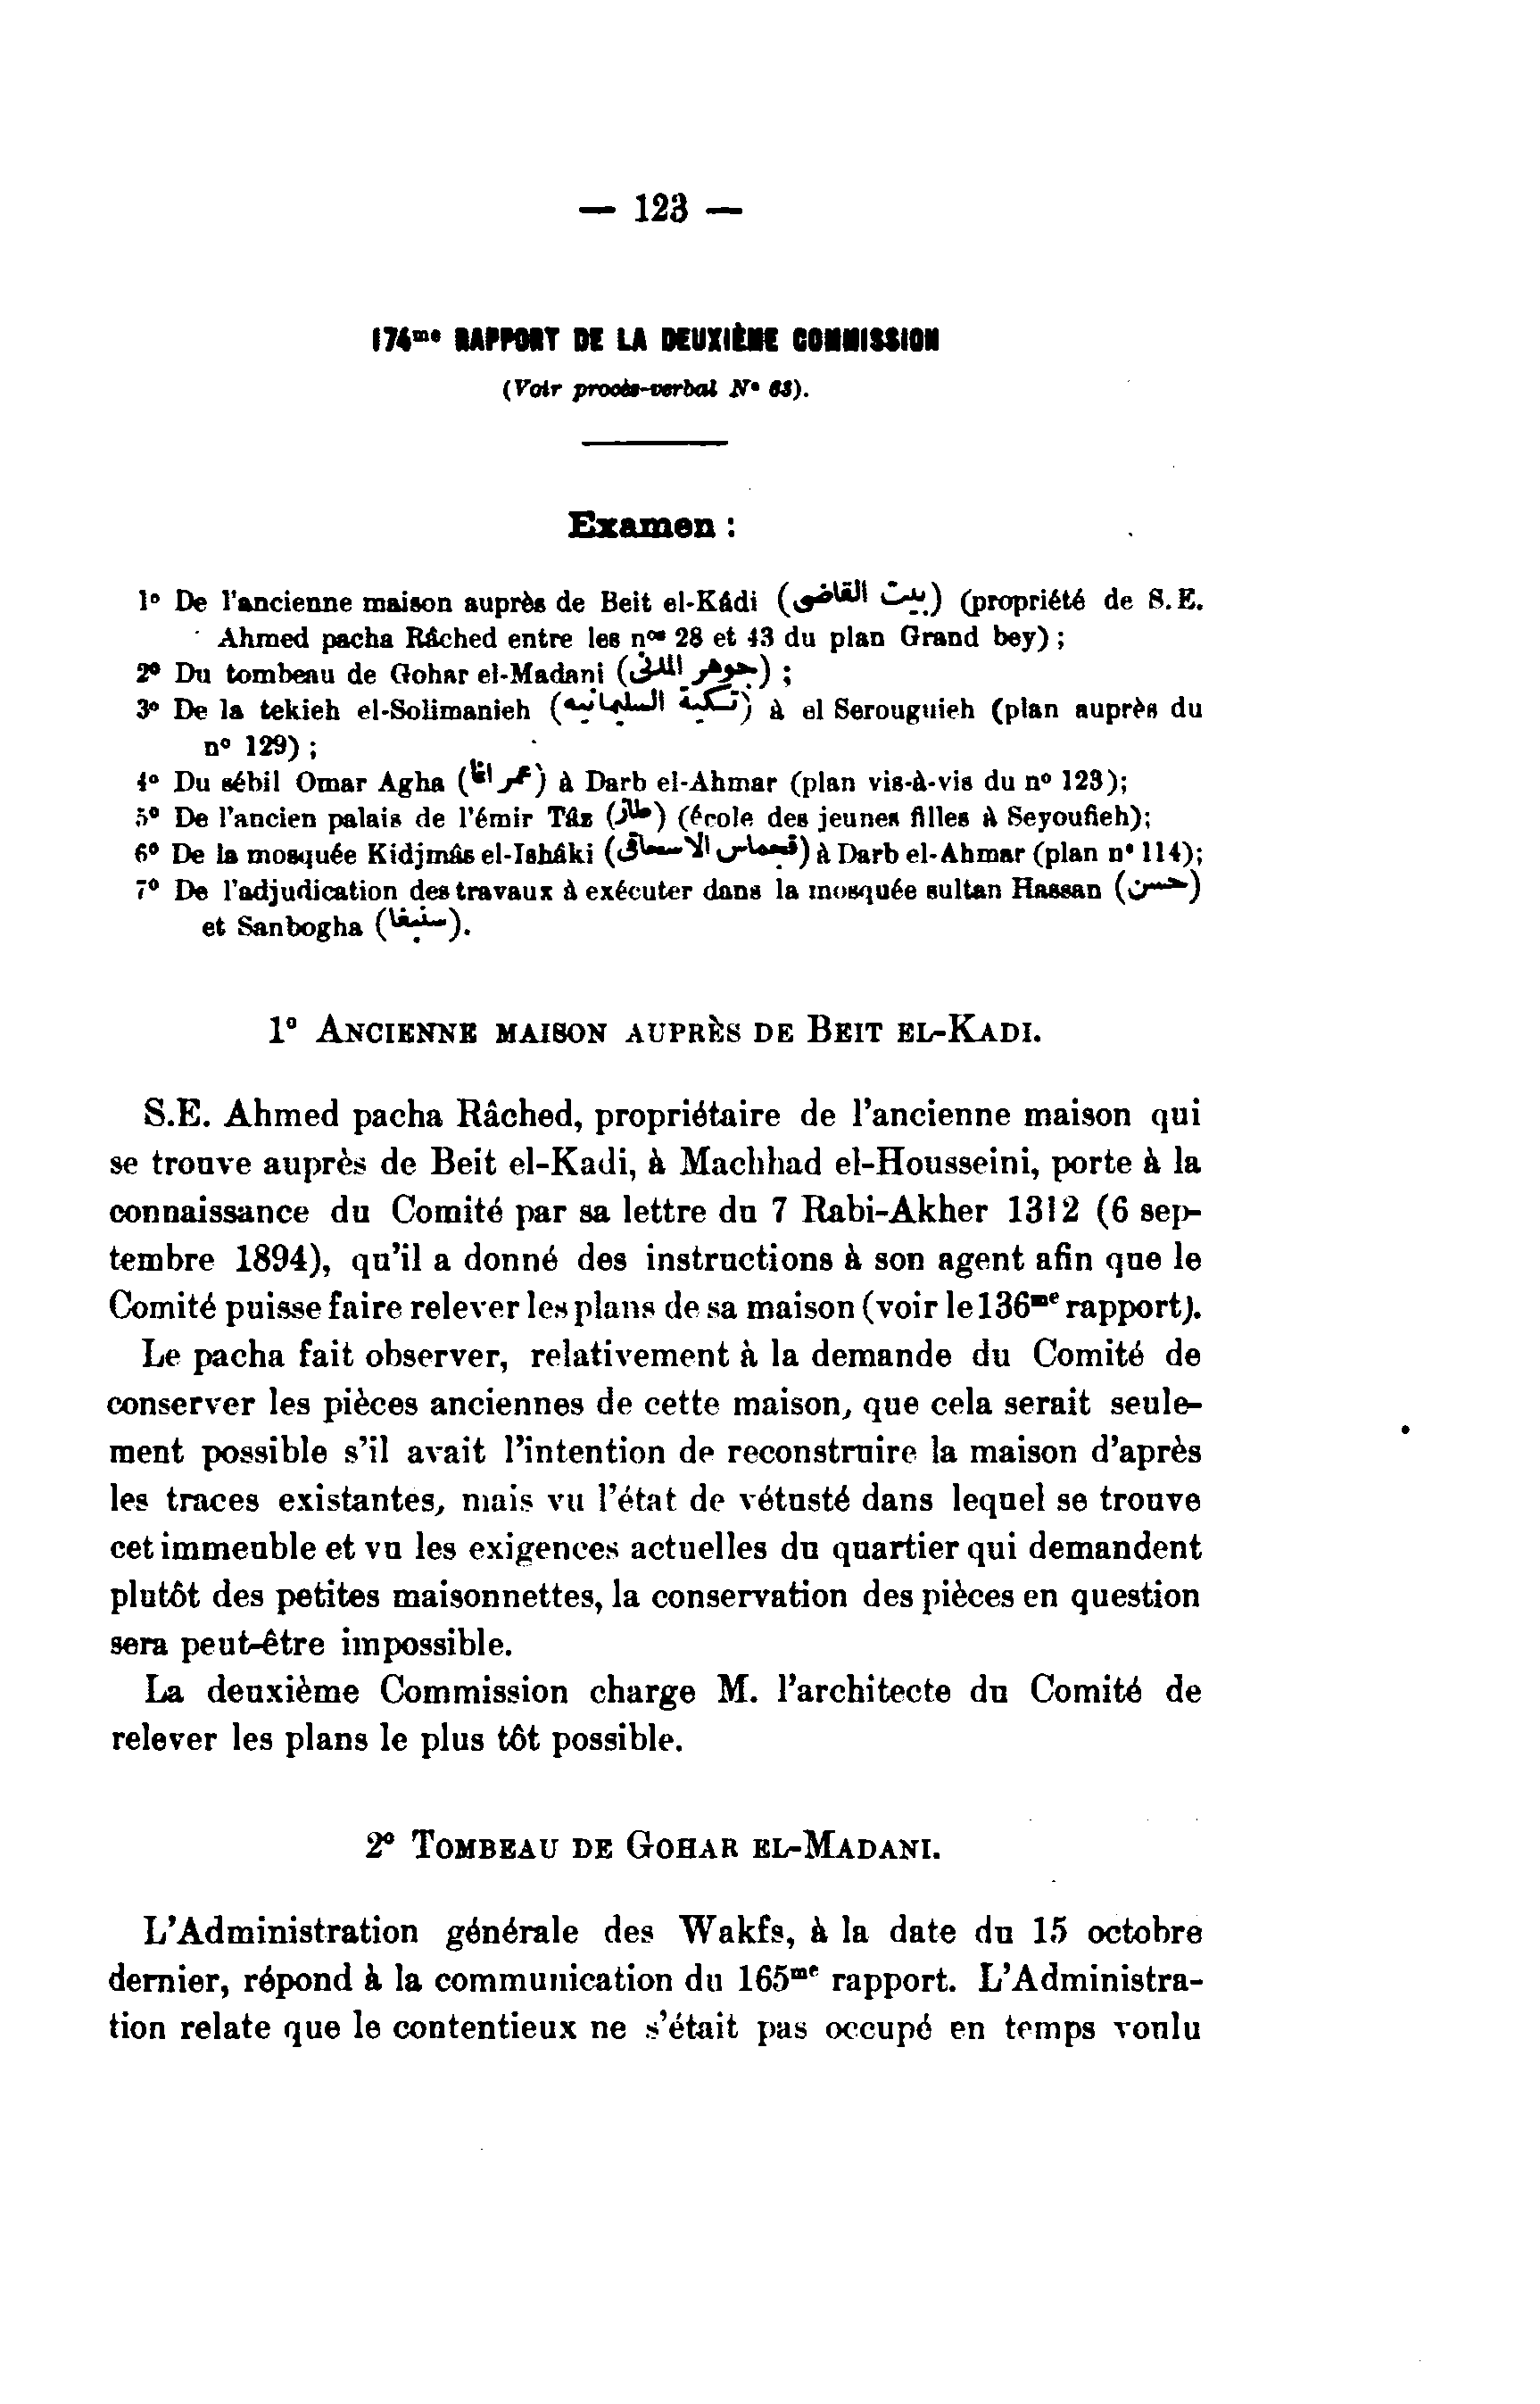 — 123 —
174me RAPPORT DE LA DEUXIÈME COMMISSION
(Voir procès-verbal N° 63).
Examen :
1° De l'ancienne maison auprès de Beit el-Kâdi (بيت القاضى) (propriété de S.E.
Ahmed pacha Râched entre les nos 28 et 43 du plan Grand bey) ;
2° Du tombeau de Gohar el-Madani (جوهر المدنى) ;
3° De la tekieh el-Solimanieh (تكية السليمانيه) à el Serouguieh (plan auprès du
n° 129) ;
4° Du sébil Omar Agha (عمر اغا) à Darb el-Ahmar (plan vis-à-vis du n° 123);
5° De l'ancien palais de l'émir Tâz (طاز) (école des jeunes filles à Seyoufieh);
6° De la mosquée Kidjmâs el-Ishâki (قجماس الاسحاقى) à Darb el-Ahmar (plan n° 114);
7° De l'adjudication des travaux à exécuter dans la mosquée sultan Hassan (حسن)
et Sanbogha (سنبغا).
1° ANCIENNE MAISON AUPRÈS DE BEIT EL-KADI.
S.E. Ahmed pacha Râched, propriétaire de l'ancienne maison qui
se trouve auprès de Beit el-Kadi, à Machhad el-Housseini, porte à la
connaissance du Comité par sa lettre du 7 Rabi-Akher 1312 (6 sep-
tembre 1894), qu'il a donné des instructions à son agent afin que le
Comité puisse faire relever les plans de sa maison (voir le 136me rapport).
Le pacha fait observer, relativement à la demande du Comité de
conserver les pièces anciennes de cette maison, que cela serait seule-
ment possible s'il avait l'intention de reconstruire la maison d'après
les traces existantes, mais vu l'état de vétusté dans lequel se trouve
cet immeuble et vu les exigences actuelles du quartier qui demandent
plutôt des petites maisonnettes, la conservation des pièces en question
sera peut-être impossible.
La deuxième Commission charge M. l'architecte du Comité de
relever les plans le plus tôt possible.
2° TOMBEAU DE GOHAR EL-MADANI.
L'Administration générale des Wakfs, à la date du 15 octobre
dernier, répond à la communication du 165me rapport. L'Administra-
tion relate que le contentieux ne s'était pas occupé en temps voulu